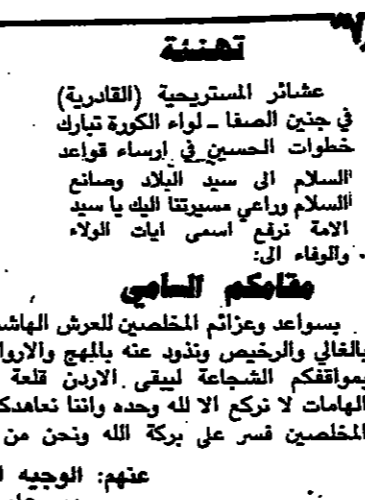 تهنئة
عشائر المستريحية (القادرية)
في جنين الصفا ـ لواء الكورة تبارك
خطوات الحسين في ارساء قواعد
السلام الى سيد البلاد وصانع
السلام وراعي مسيرتنا اليك يا سيد
الامة نرفع اسمى ايات الولاء
والوفاء الى:
مقامكم السامي
بسواعد وعزائم المخلصين للعرش الهاشم
بالغالي والرخيص ونذود عنه بالمهج والاروا
بمواقفكم الشجاعة ليبقى الاردن قلعة
الهامات لا نركع الا لله وحده واننا نعاهدك
المخلصين فسر على بركة الله ونحن من
عنهم: الوجيه